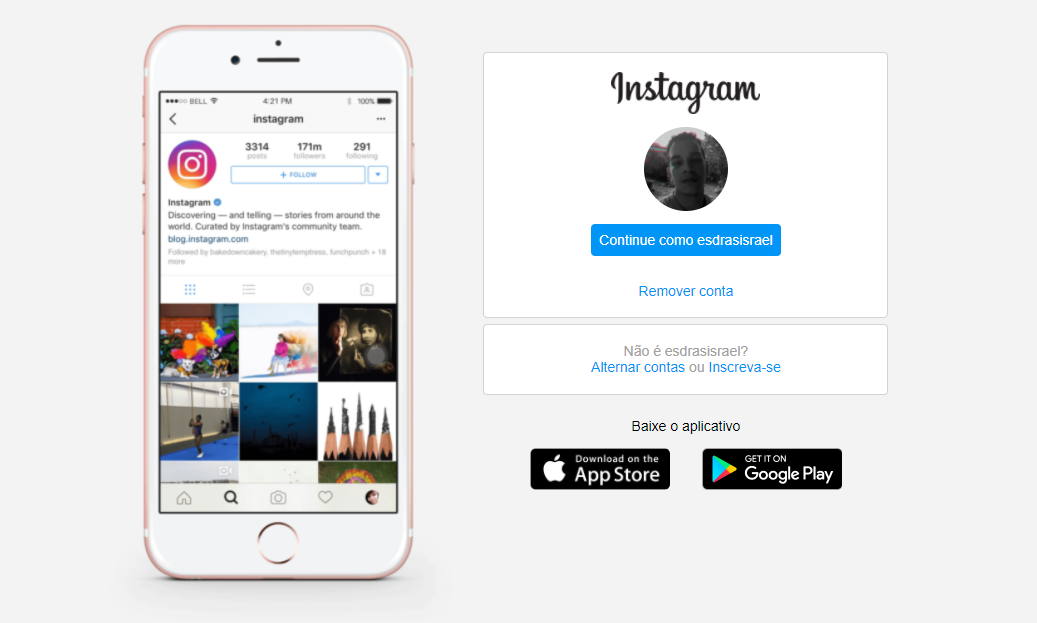 BELL
4:21 PM
100%
instagram
3314
171m
291
posts
followers
following
+ FOLLOW
Instagram
Discovering — and telling — stories from around the
world. Curated by Instagram's community team.
blog.instagram.com
Followed by bakedowncakery, thetinytemptress, funchpunch + 18
more
Instagram
Continue como esdrasisrael
Remover conta
Não é esdrasisrael?
Alternar contas ou Inscreva-se
Baixe o aplicativo
Download on the
App Store
GET IT ON
Google Play